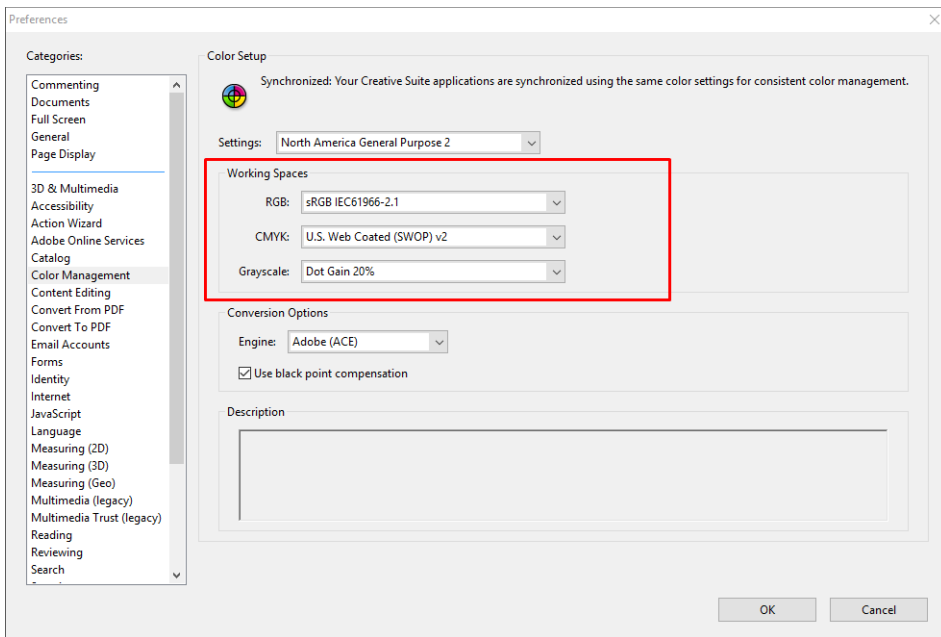 Preferences
Categories:
Commenting
Documents
Full Screen
General
Page Display
3D & Multimedia
Accessibility
Action Wizard
Adobe Online Services
Catalog
Color Management
Content Editing
Convert From PDF
Convert To PDF
Email Accounts
Forms
Identity
Internet
JavaScript
Language
Measuring (2D)
Measuring (3D)
Measuring (Geo)
Multimedia (legacy)
Multimedia Trust (legacy)
Reading
Reviewing
Search
Color Setup
Synchronized: Your Creative Suite applications are synchronized using the same color settings for consistent color management.
Settings: North America General Purpose 2
Working Spaces
RGB: sRGB IEC61966-2.1
CMYK: U.S. Web Coated (SWOP) v2
Grayscale: Dot Gain 20%
Conversion Options
Engine: Adobe (ACE)
Use black point compensation
Description
OK Cancel